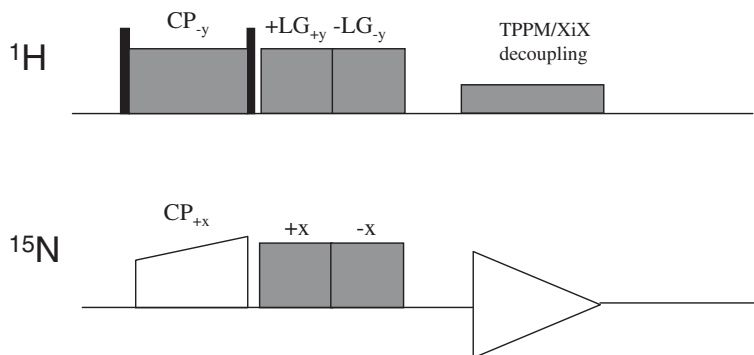 CP-y
+LG+y -LG-y
TPPM/XiX
decoupling
1H
CP+x
+x
-x
15N